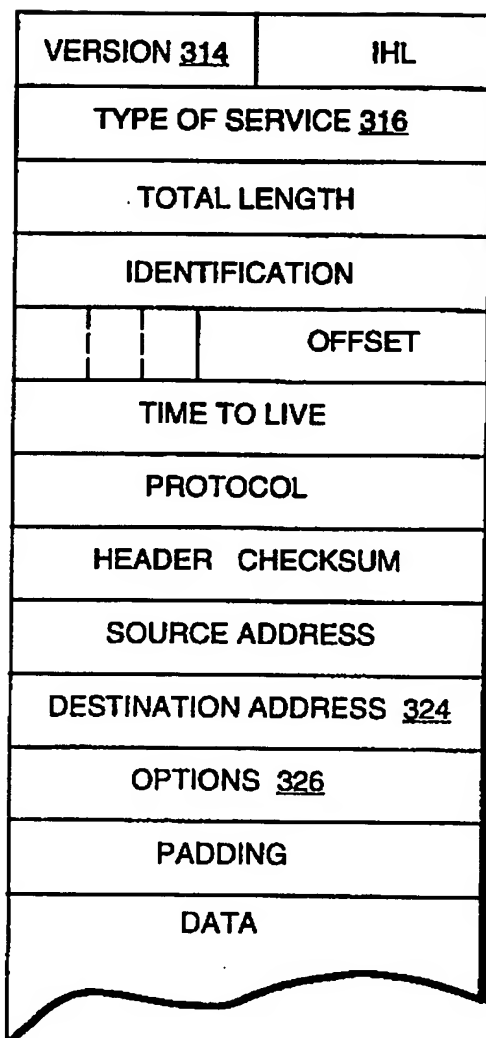 VERSION 314 IHL
TYPE OF SERVICE 316
TOTAL LENGTH
IDENTIFICATION
OFFSET
TIME TO LIVE
PROTOCOL
HEADER CHECKSUM
SOURCE ADDRESS
DESTINATION ADDRESS 324
OPTIONS 326
PADDING
DATA